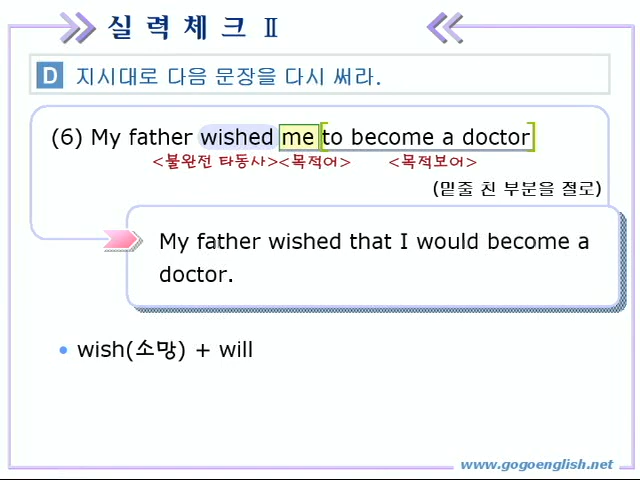 실 력 체 크 Ⅱ
D 지시대로 다음 문장을 다시 써라.
(6) My father wished me to become a doctor
<불완전 타동사><목적어> <목적보어>
(밑줄 친 부분을 절로)
My father wished that I would become a
doctor.
• wish(소망) + will
www.gogoenglish.net